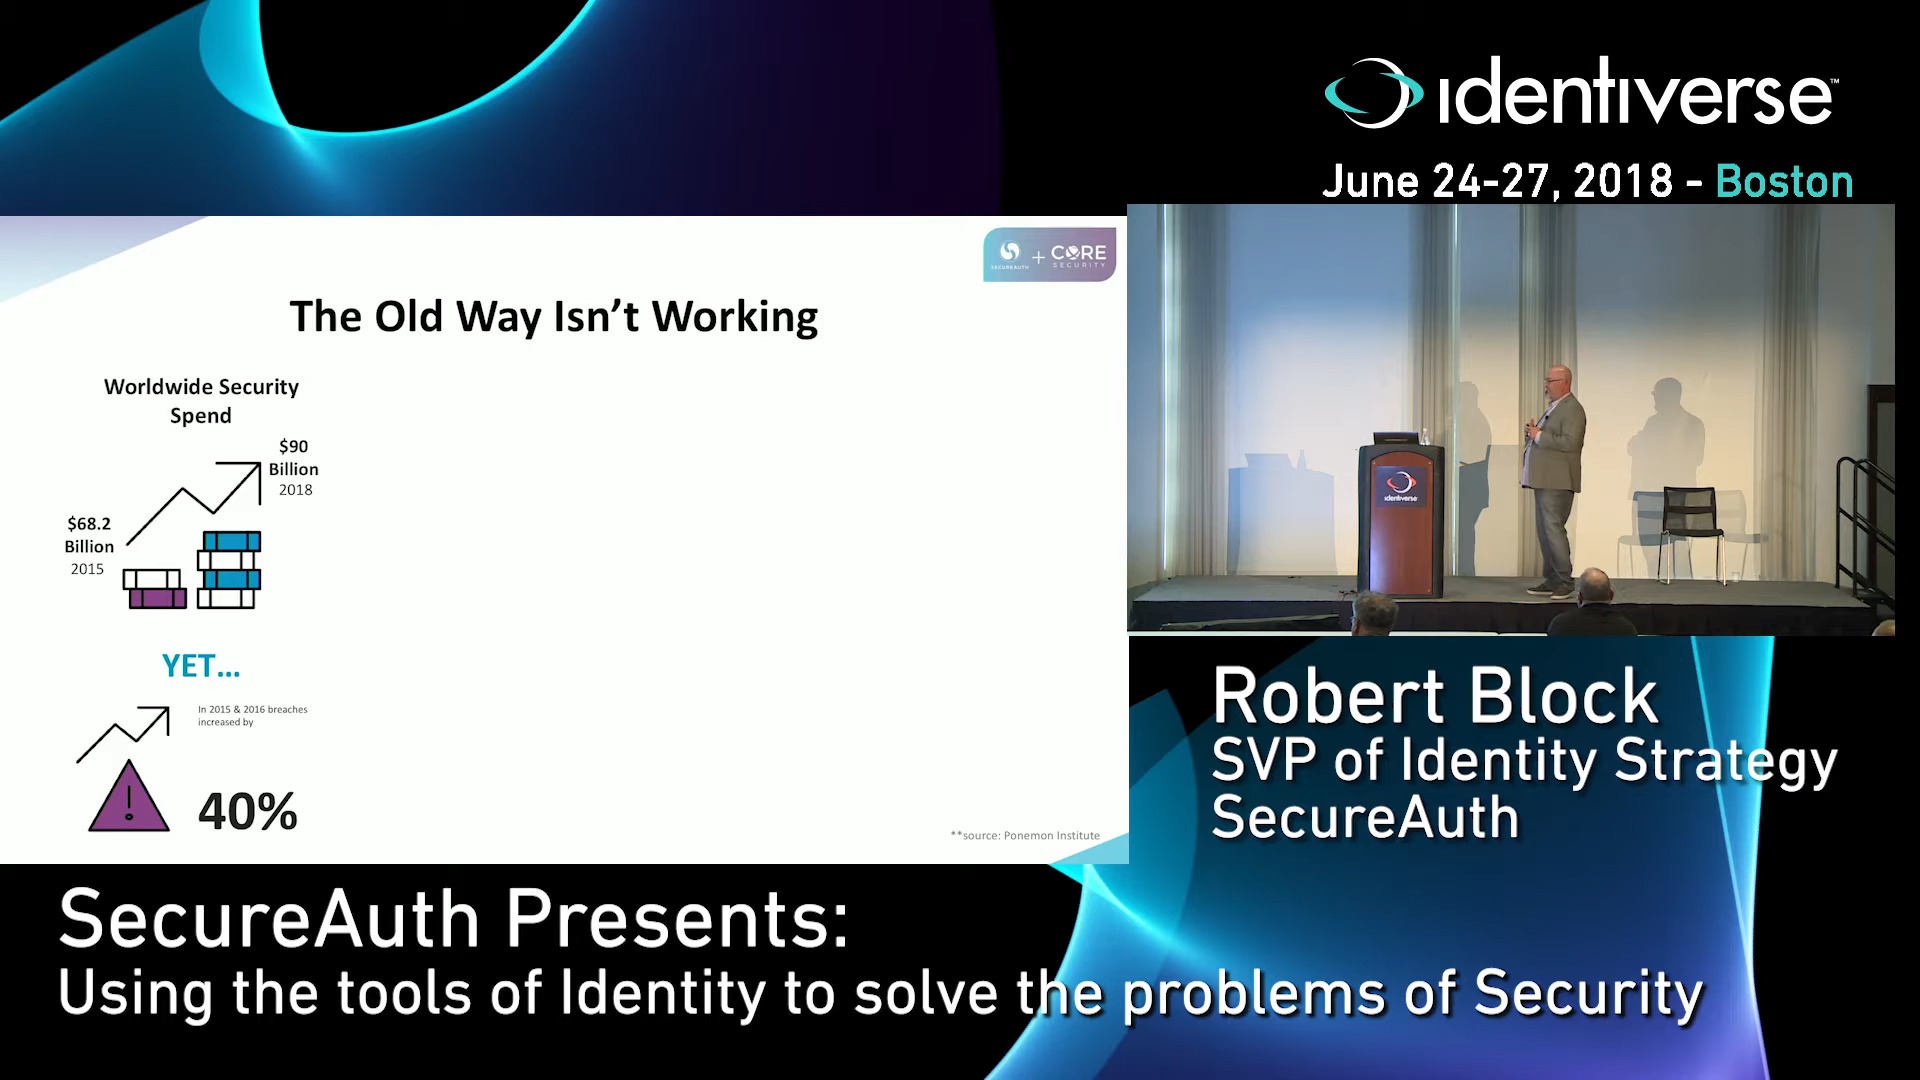 identiverse™
June 24-27, 2018 - Boston
SECUREAUTH + CORE SECURITY
The Old Way Isn't Working
Worldwide Security
Spend
$90
Billion
2018
$68.2
Billion
2015
YET...
In 2015 & 2016 breaches
increased by
40%
**source: Ponemon Institute
identiverse
Robert Block
SVP of Identity Strategy
SecureAuth
SecureAuth Presents:
Using the tools of Identity to solve the problems of Security